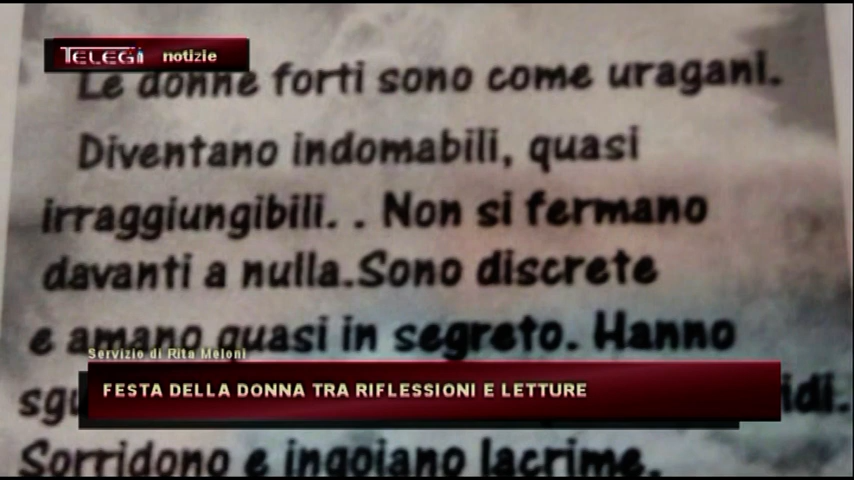 TELEGI notizie
Le donne forti sono come uragani.
Diventano indomabili, quasi
irraggiungibili. . Non si fermano
davanti a nulla.Sono discrete
e amano quasi in segreto. Hanno
Servizio di Rita Meloni
FESTA DELLA DONNA TRA RIFLESSIONI E LETTURE
Sorridono e ingoiano lacrime.